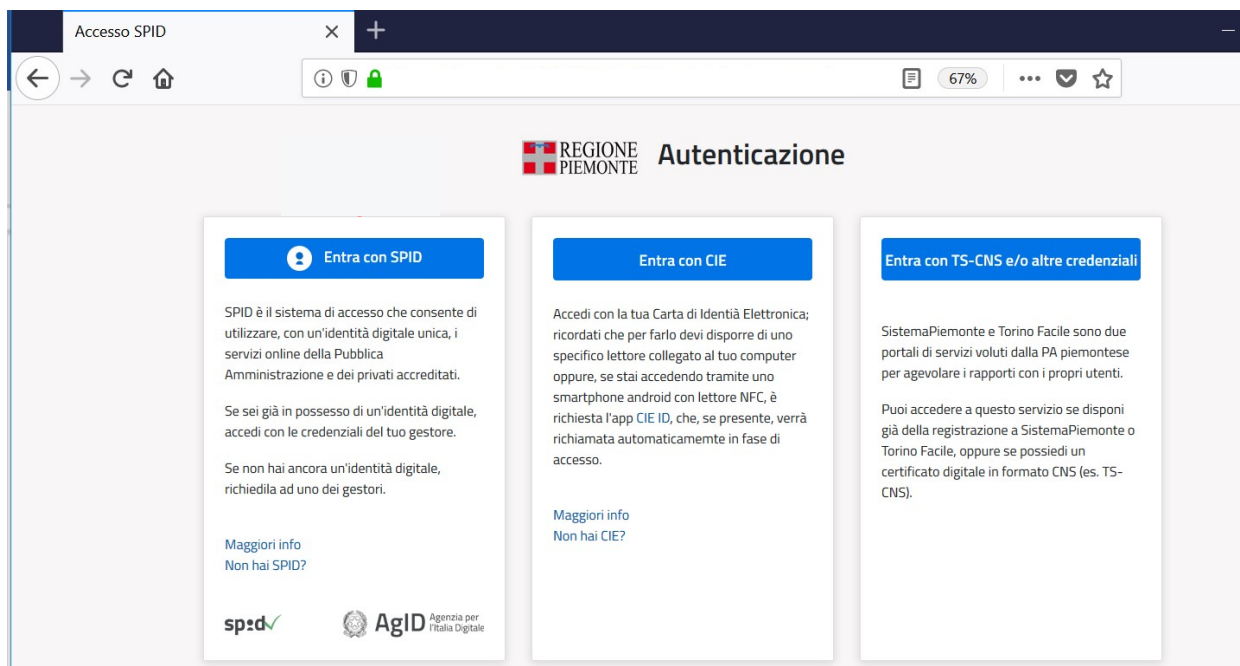 Accesso SPID
67%
REGIONE
PIEMONTE
Autenticazione
Entra con SPID
SPID è il sistema di accesso che consente di
utilizzare, con un'identità digitale unica, i
servizi online della Pubblica
Amministrazione e dei privati accreditati.
Se sei già in possesso di un'identità digitale,
accedi con le credenziali del tuo gestore.
Se non hai ancora un'identità digitale,
richiedila ad uno dei gestori.
Maggiori info
Non hai SPID?
sp:d
AgID Agenzia per
l'Italia Digitale
Entra con CIE
Accedi con la tua Carta di Identià Elettronica;
ricordati che per farlo devi disporre di uno
specifico lettore collegato al tuo computer
oppure, se stai accedendo tramite uno
smartphone android con lettore NFC, è
richiesta l'app CIE ID, che, se presente, verrà
richiamata automaticamemte in fase di
accesso.
Maggiori info
Non hai CIE?
Entra con TS-CNS e/o altre credenziali
SistemaPiemonte e Torino Facile sono due
portali di servizi voluti dalla PA piemontese
per agevolare i rapporti con i propri utenti.
Puoi accedere a questo servizio se disponi
già della registrazione a SistemaPiemonte o
Torino Facile, oppure se possiedi un
certificato digitale in formato CNS (es. TS-
CNS).